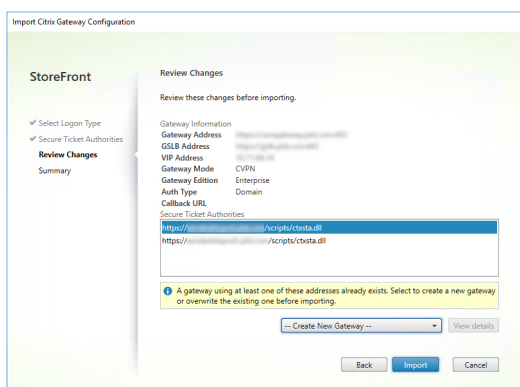 Import Citrix Gateway Configuration
StoreFront
Select Logon Type
Secure Ticket Authorities
Review Changes
Summary
Review Changes
Review these changes before importing.
Gateway Information
Gateway Address
GSLB Address
VIP Address
Gateway Mode CVPN
Gateway Edition Enterprise
Auth Type Domain
Callback URL
Secure Ticket Authorities
https:// /scripts/ctxsta.dll
https:// /scripts/ctxsta.dll
A gateway using at least one of these addresses already exists. Select to create a new gateway
or overwrite the existing one before importing.
-- Create New Gateway -- View details
Back Import Cancel